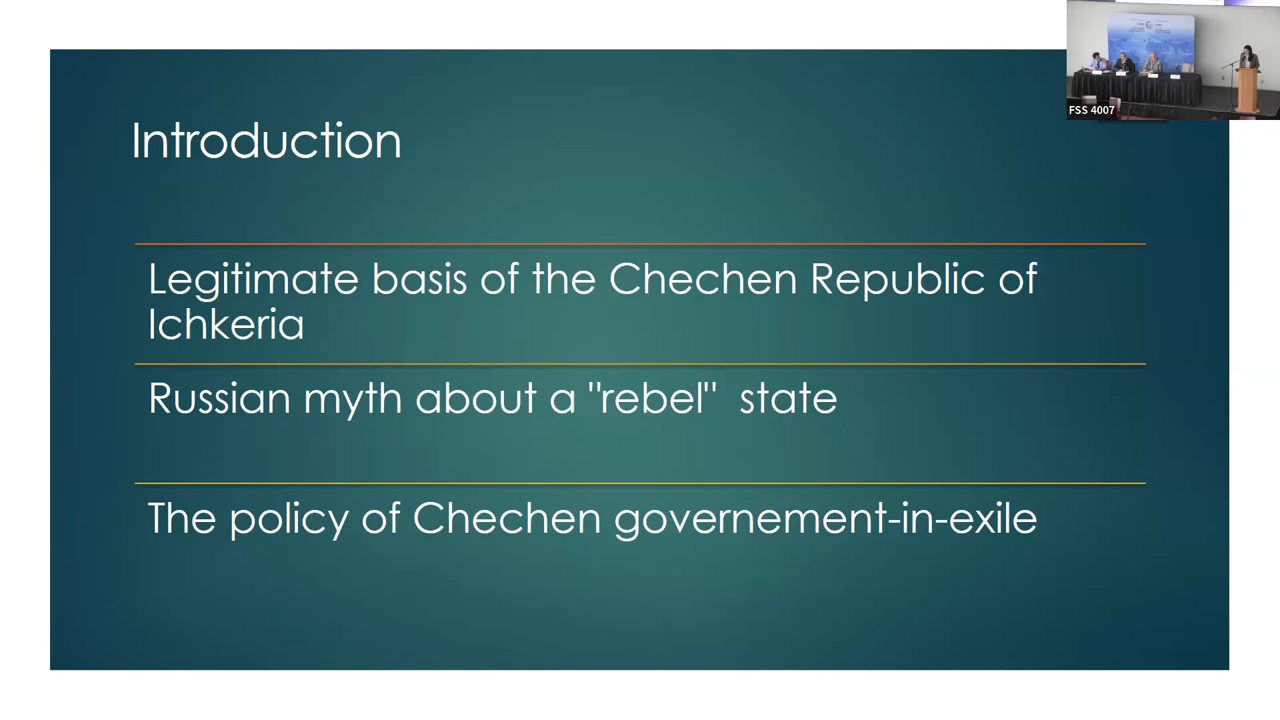 Introduction
Legitimate basis of the Chechen Republic of
Ichkeria
Russian myth about a "rebel"  state
The policy of Chechen governement-in-exile
FSS 4007